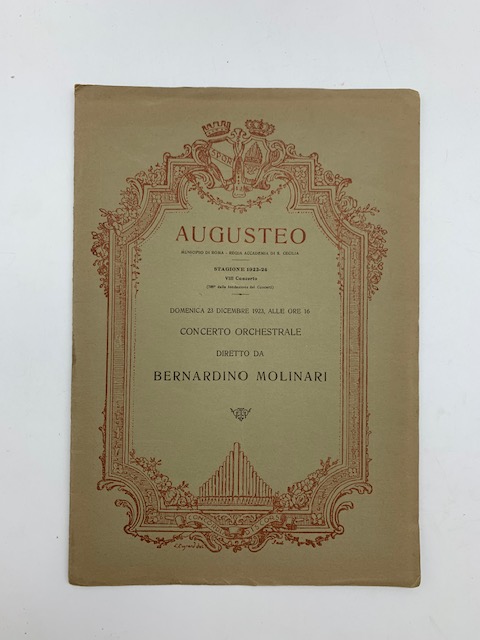 SPQR
AUGUSTEO
MUNICIPIO DI ROMA - REGIA ACCADEMIA DI S. CECILIA
STAGIONE 1923-24
VIII Concerto
DOMENICA 23 DICEMBRE 1923, ALLE ORE 16
CONCERTO ORCHESTRALE
DIRETTO DA
BERNARDINO MOLINARI